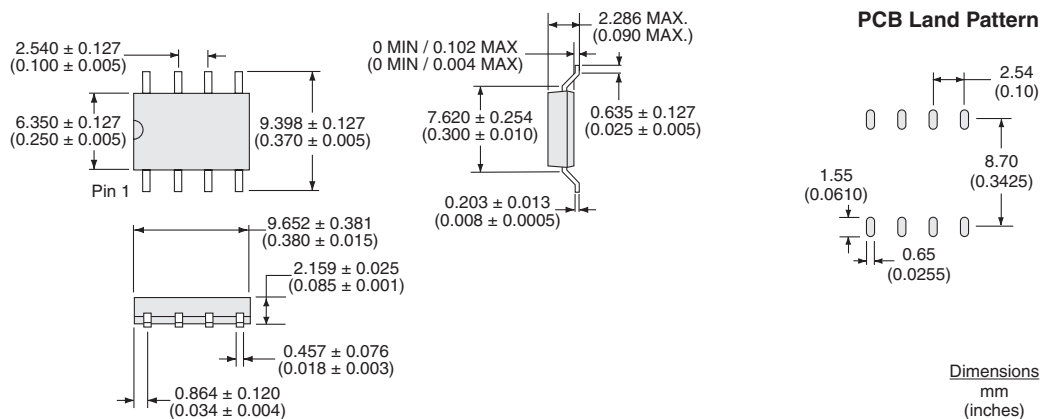 2.540 ± 0.127
(0.100 ± 0.005)
6.350 ± 0.127
(0.250 ± 0.005)
9.398 ± 0.127
(0.370 ± 0.005)
Pin 1
9.652 ± 0.381
(0.380 ± 0.015)
2.159 ± 0.025
(0.085 ± 0.001)
0.457 ± 0.076
(0.018 ± 0.003)
0.864 ± 0.120
(0.034 ± 0.004)
2.286 MAX.
(0.090 MAX.)
0 MIN / 0.102 MAX
(0 MIN / 0.004 MAX)
7.620 ± 0.254
(0.300 ± 0.010)
0.635 ± 0.127
(0.025 ± 0.005)
0.203 ± 0.013
(0.008 ± 0.0005)
PCB Land Pattern
2.54
(0.10)
8.70
(0.3425)
1.55
(0.0610)
0.65
(0.0255)
Dimensions
mm
(inches)